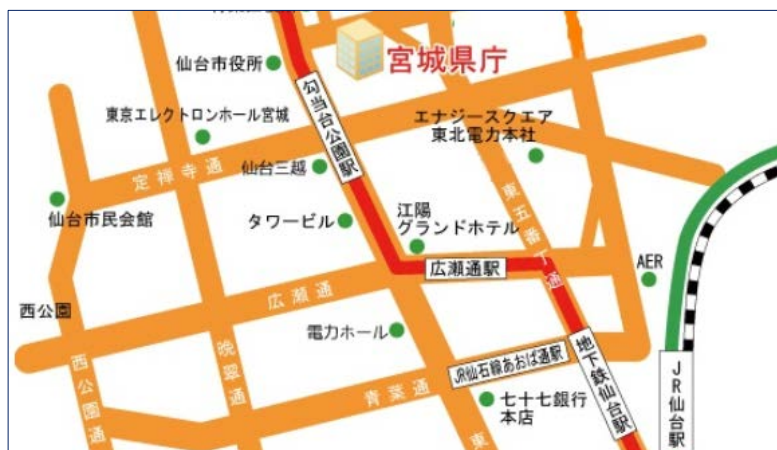 仙台市役所
宮城県庁
勾当台公園駅
東京エレクトロンホール宮城
エナジースクエア
東北電力本社
定禅寺通
仙台三越
仙台市民会館
タワービル
江陽
グランドホテル
東五番丁通
広瀬通駅
AER
広瀬通
西公園
電力ホール
晩翠通
西公園通
JR仙石線あおば通駅
地下鉄仙台駅
JR仙台駅
青葉通
七十七銀行
本店
東